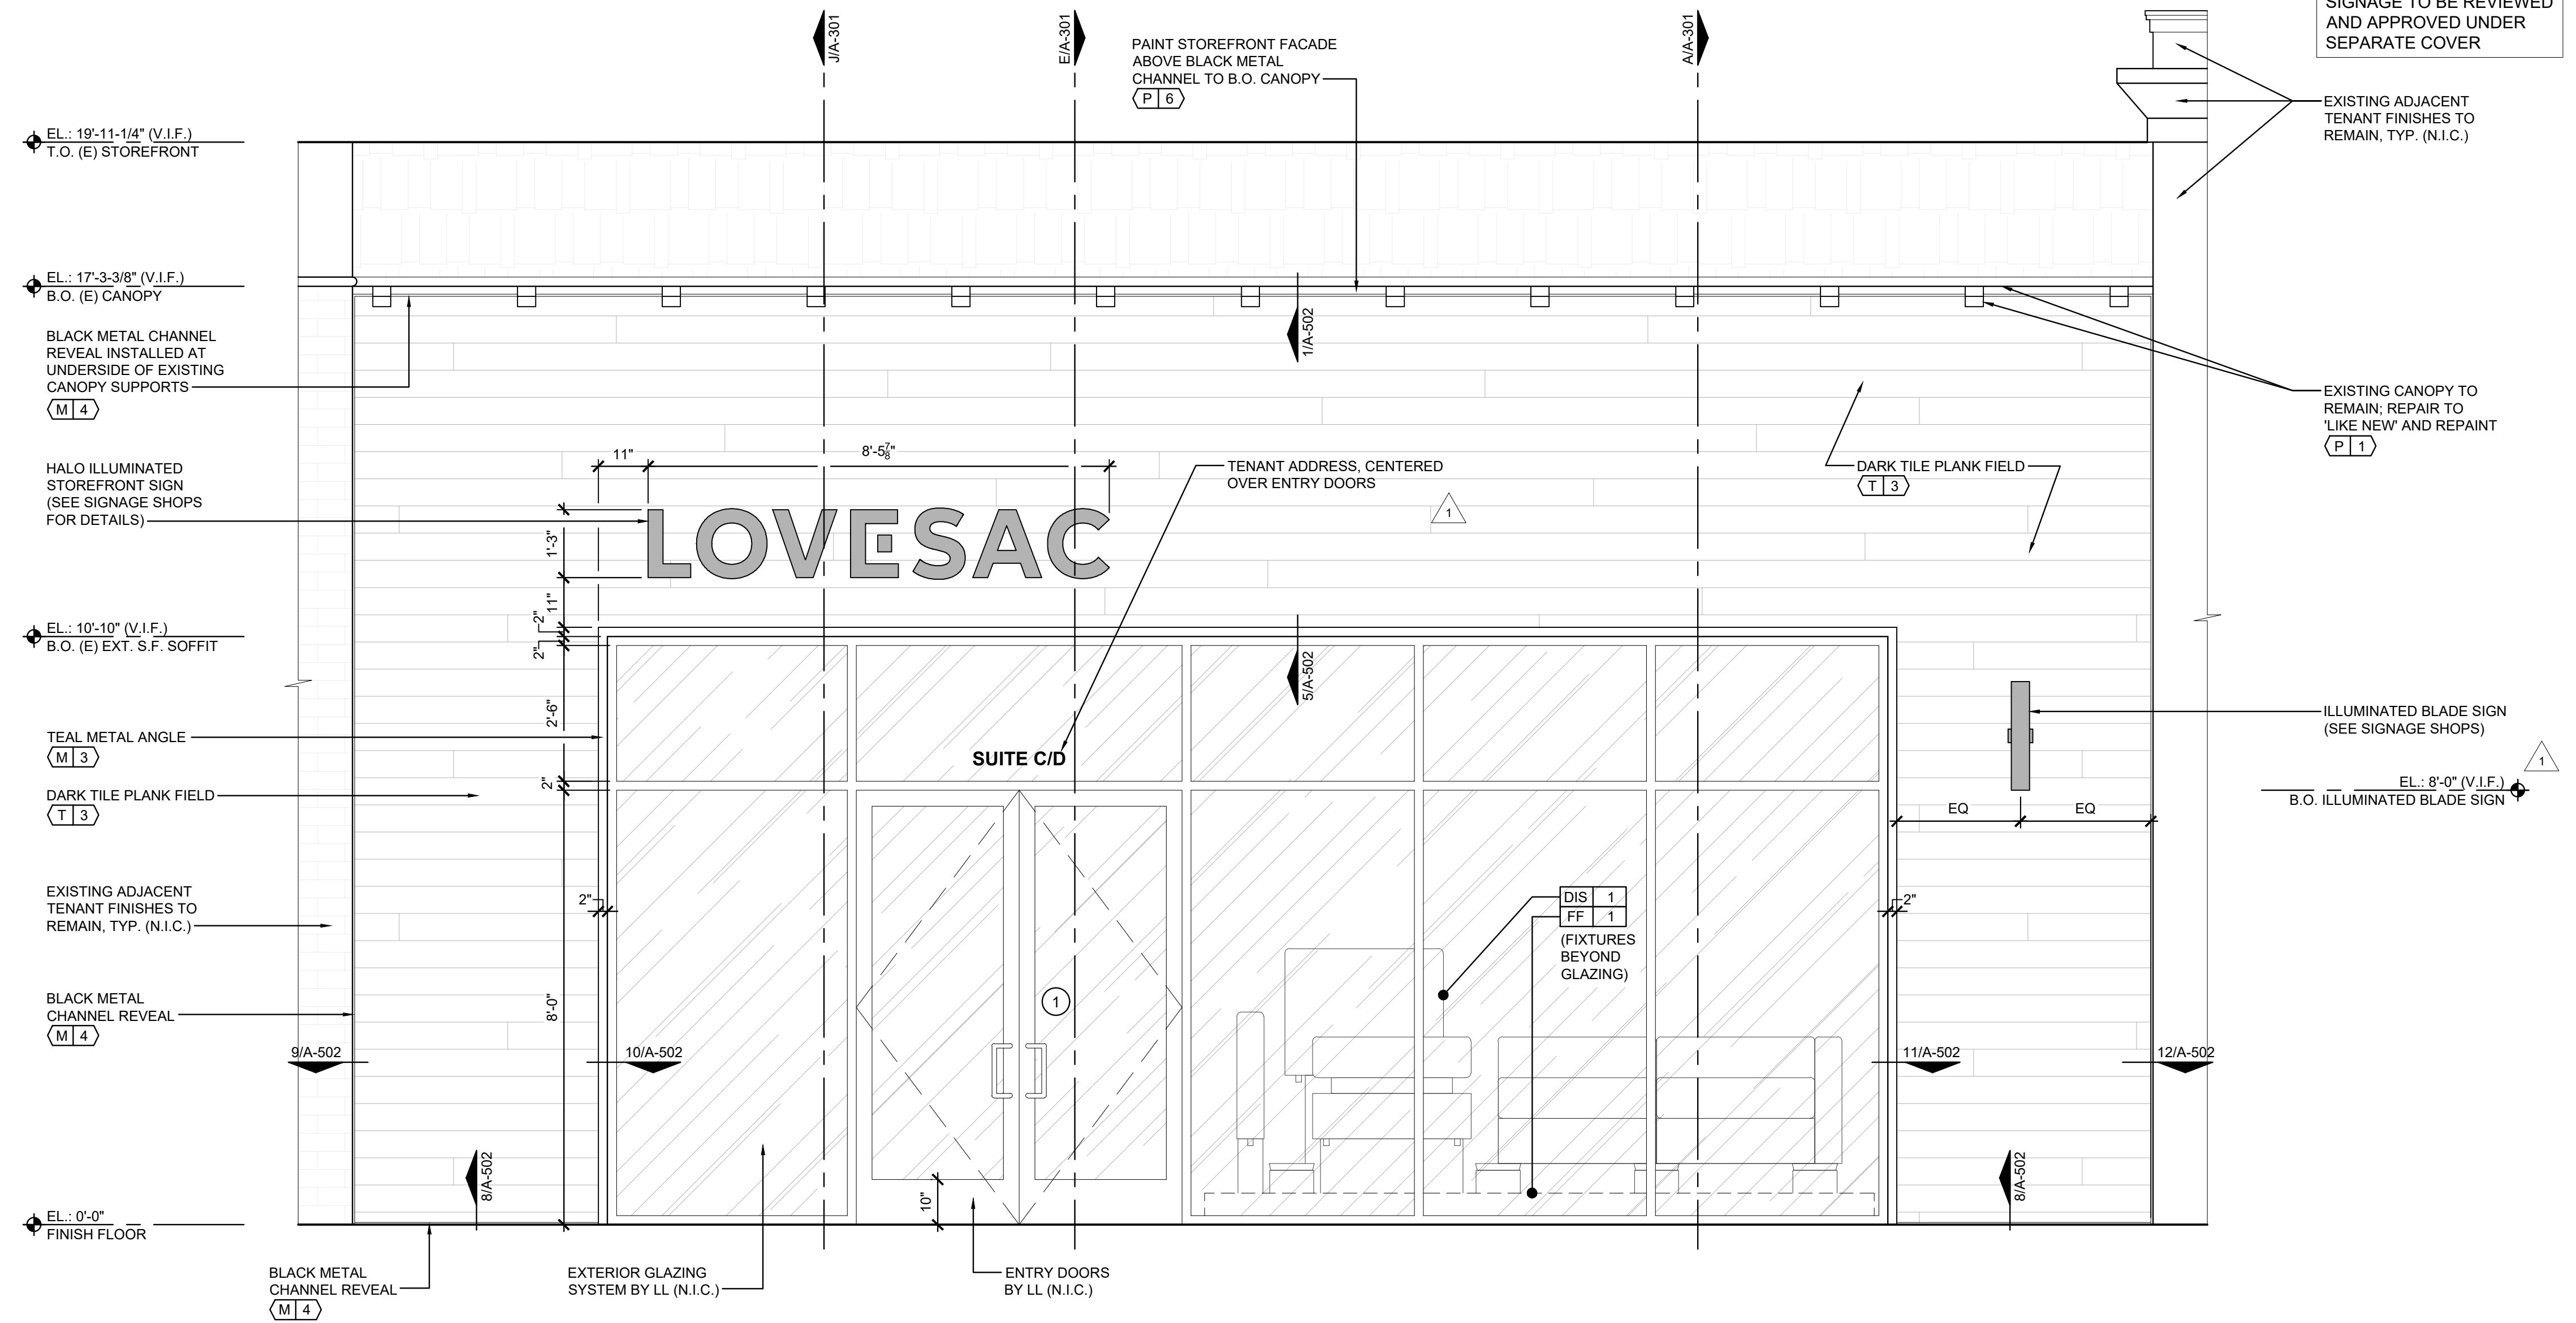 SIGNAGE TO BE REVIEWED
AND APPROVED UNDER
SEPARATE COVER
J/A-301
E/A-301
A/A-301
PAINT STOREFRONT FACADE
ABOVE BLACK METAL
CHANNEL TO B.O. CANOPY
P 6
EXISTING ADJACENT
TENANT FINISHES TO
REMAIN, TYP. (N.I.C.)
EL.: 19'-11-1/4" (V.I.F.)
T.O. (E) STOREFRONT
EL.: 17'-3-3/8" (V.I.F.)
B.O. (E) CANOPY
BLACK METAL CHANNEL
REVEAL INSTALLED AT
UNDERSIDE OF EXISTING
CANOPY SUPPORTS
M 4
1/A-502
EXISTING CANOPY TO
REMAIN; REPAIR TO
'LIKE NEW' AND REPAINT
P 1
HALO ILLUMINATED
STOREFRONT SIGN
(SEE SIGNAGE SHOPS
FOR DETAILS)
11"
8'-5 7/8"
TENANT ADDRESS, CENTERED
OVER ENTRY DOORS
DARK TILE PLANK FIELD
T 3
1
LOVESAC
1'-3"
11"
2"
2"
EL.: 10'-10" (V.I.F.)
B.O. (E) EXT. S.F. SOFFIT
5/A-502
2'-6"
TEAL METAL ANGLE
M 3
SUITE C/D
ILLUMINATED BLADE SIGN
(SEE SIGNAGE SHOPS)
1
2"
DARK TILE PLANK FIELD
T 3
EL.: 8'-0" (V.I.F.)
B.O. ILLUMINATED BLADE SIGN
EQ
EQ
EXISTING ADJACENT
TENANT FINISHES TO
REMAIN, TYP. (N.I.C.)
2"
DIS 1
FF 1
(FIXTURES
BEYOND
GLAZING)
2"
BLACK METAL
CHANNEL REVEAL
M 4
8'-0"
1
9/A-502
10/A-502
11/A-502
12/A-502
8/A-502
10"
8/A-502
EL.: 0'-0"
FINISH FLOOR
BLACK METAL
CHANNEL REVEAL
M 4
EXTERIOR GLAZING
SYSTEM BY LL (N.I.C.)
ENTRY DOORS
BY LL (N.I.C.)